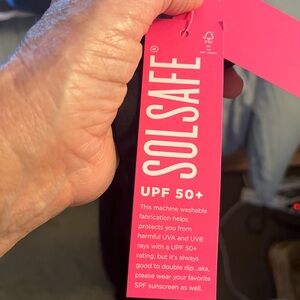 SOLSAFE
UPF 50+
This machine washable
fabrication helps
protects you from
harmful UVA and UVB
rays with a UPF 50+
rating, but it's always
good to double dip...aka,
please wear your favorite
SPF sunscreen as well.